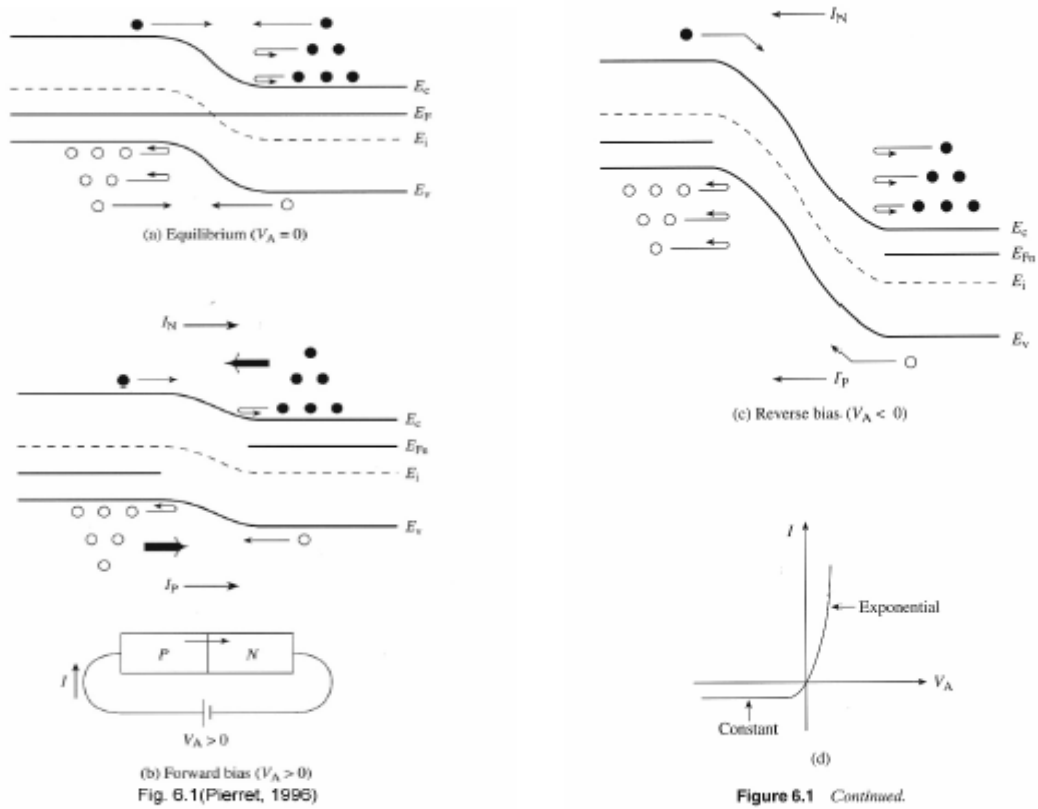 E_c
E_F
E_i
E_v
(a) Equilibrium (V_A = 0)
I_N
E_c
E_Fn
E_i
E_v
I_P
P
N
I
V_A > 0
(b) Forward bias (V_A > 0)
Fig. 6.1(Pierret, 1996)
I_N
E_c
E_Fn
E_i
E_v
I_P
(c) Reverse bias (V_A < 0)
I
Exponential
V_A
Constant
(d)
Figure 6.1 Continued.